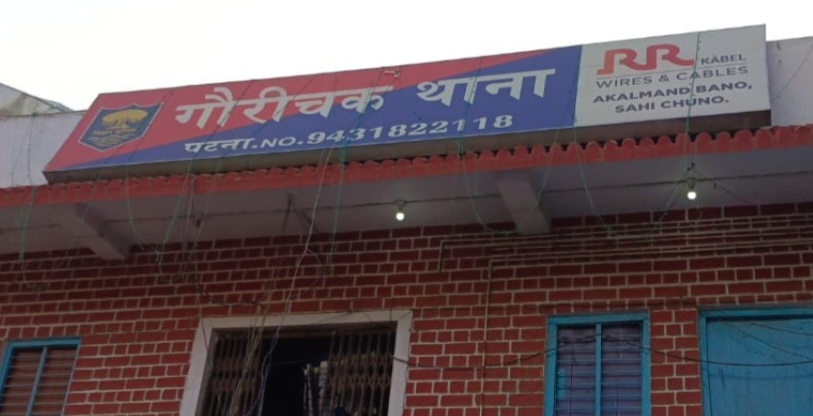 गौरीचक थाना
पटना.NO.9431822118
RR KABEL
WIRES & CABLES
AKALMAND BANO,
SAHI CHUNO.